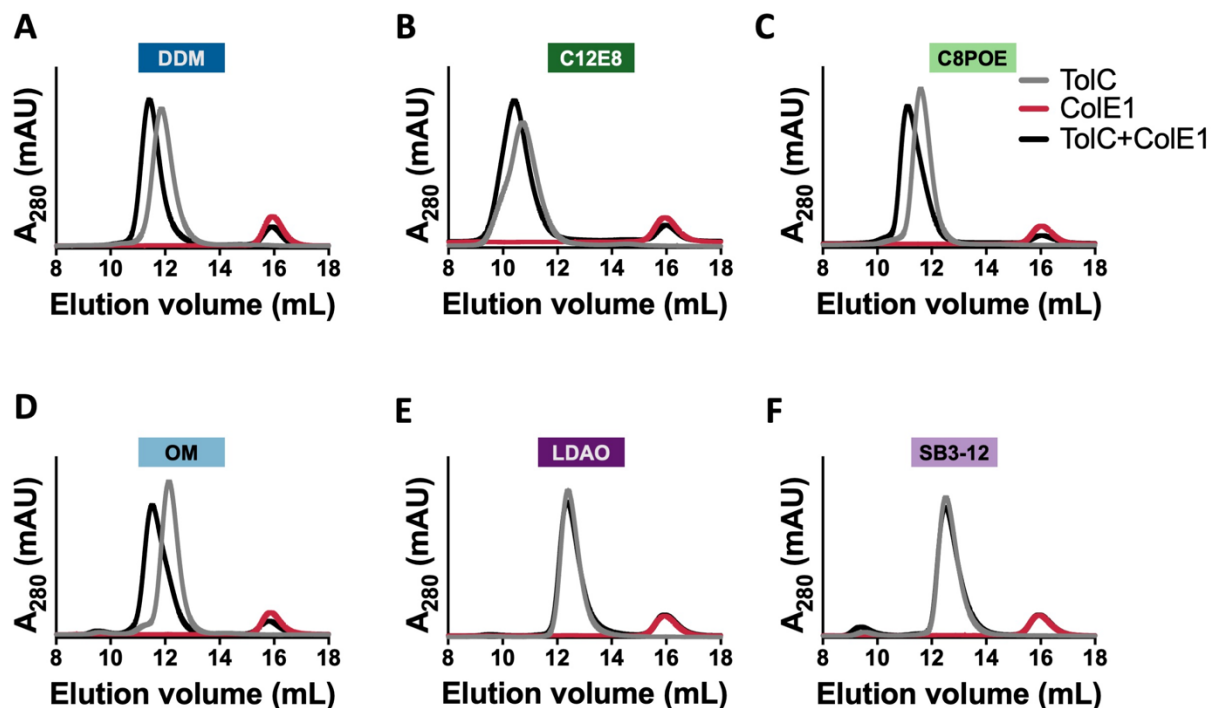 A
DDM
A280 (mAU)
8 10 12 14 16 18
Elution volume (mL)
B
C12E8
A280 (mAU)
8 10 12 14 16 18
Elution volume (mL)
C
C8POE
TolC
ColE1
TolC+ColE1
A280 (mAU)
8 10 12 14 16 18
Elution volume (mL)
D
OM
A280 (mAU)
8 10 12 14 16 18
Elution volume (mL)
E
LDAO
A280 (mAU)
8 10 12 14 16 18
Elution volume (mL)
F
SB3-12
A280 (mAU)
8 10 12 14 16 18
Elution volume (mL)